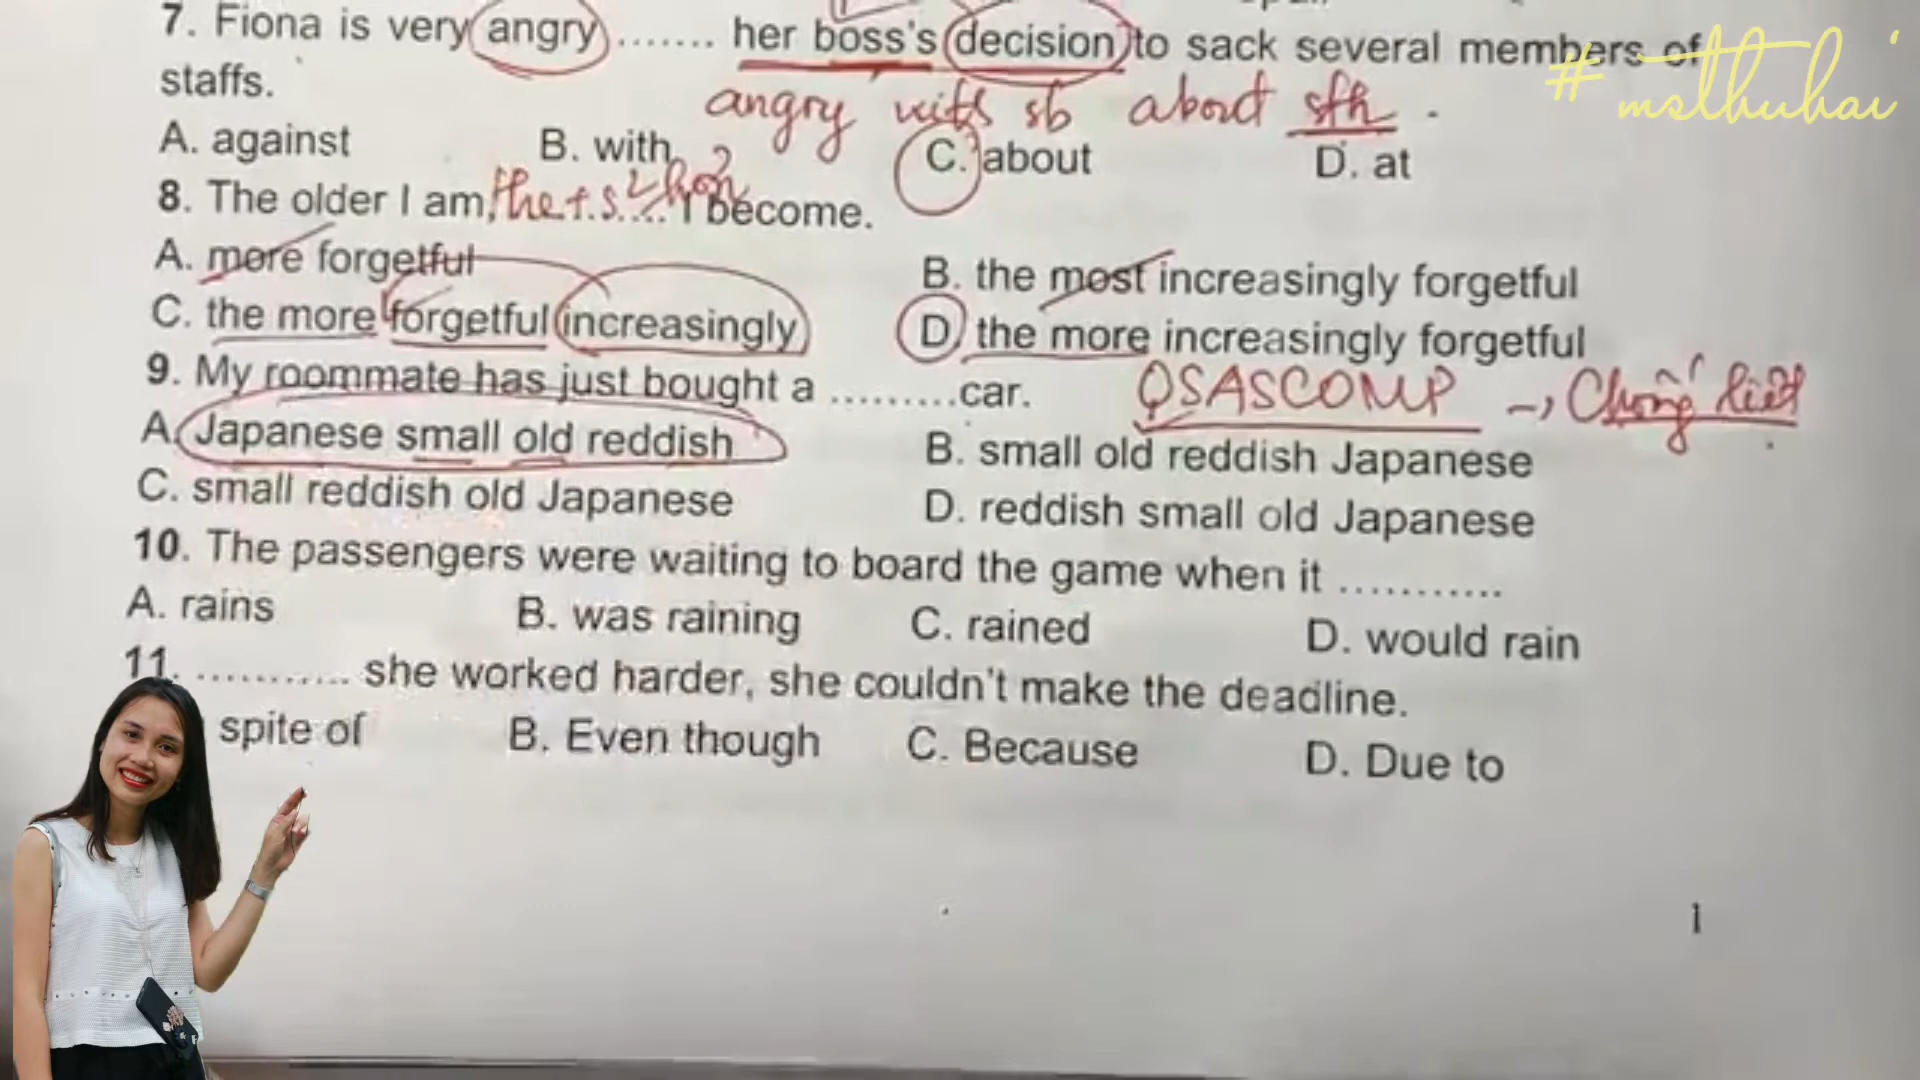 7. Fiona is very angry ....... her boss's decision to sack several members of
# msthuhai
staffs.
angry with sb about sth.
A. against B. with C. about D. at
8. The older I am, the t.s ..... I become.
2 hơn
A. more forgetful B. the most increasingly forgetful
C. the more forgetful increasingly D. the more increasingly forgetful
9. My roommate has just bought a .........car.
OSASCOMP → Chồng liệt
A. Japanese small old reddish B. small old reddish Japanese
C. small reddish old Japanese D. reddish small old Japanese
10. The passengers were waiting to board the game when it ...........
A. rains B. was raining C. rained D. would rain
11. ........... she worked harder, she couldn't make the deadline.
spite of B. Even though C. Because D. Due to
1